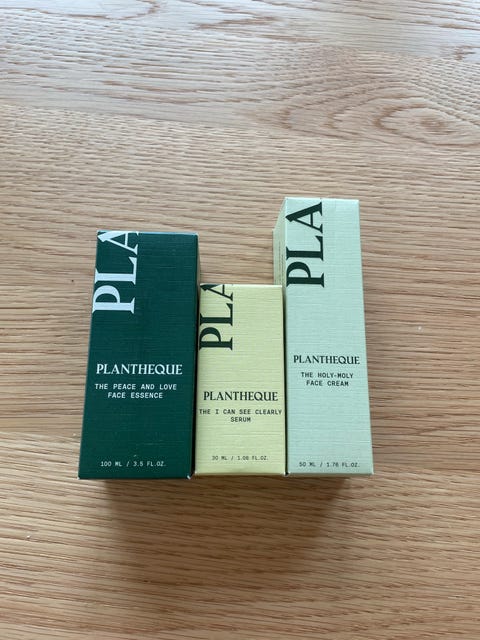 PLA
PLANTHEQUE
THE PEACE AND LOVE
FACE ESSENCE
100 ML / 3.5 FL.OZ.
PLA
PLANTHEQUE
THE I CAN SEE CLEARLY
SERUM
30 ML / 1.06 FL.OZ.
PLA
PLANTHEQUE
THE HOLY-MOLY
FACE CREAM
50 ML / 1.76 FL.OZ.